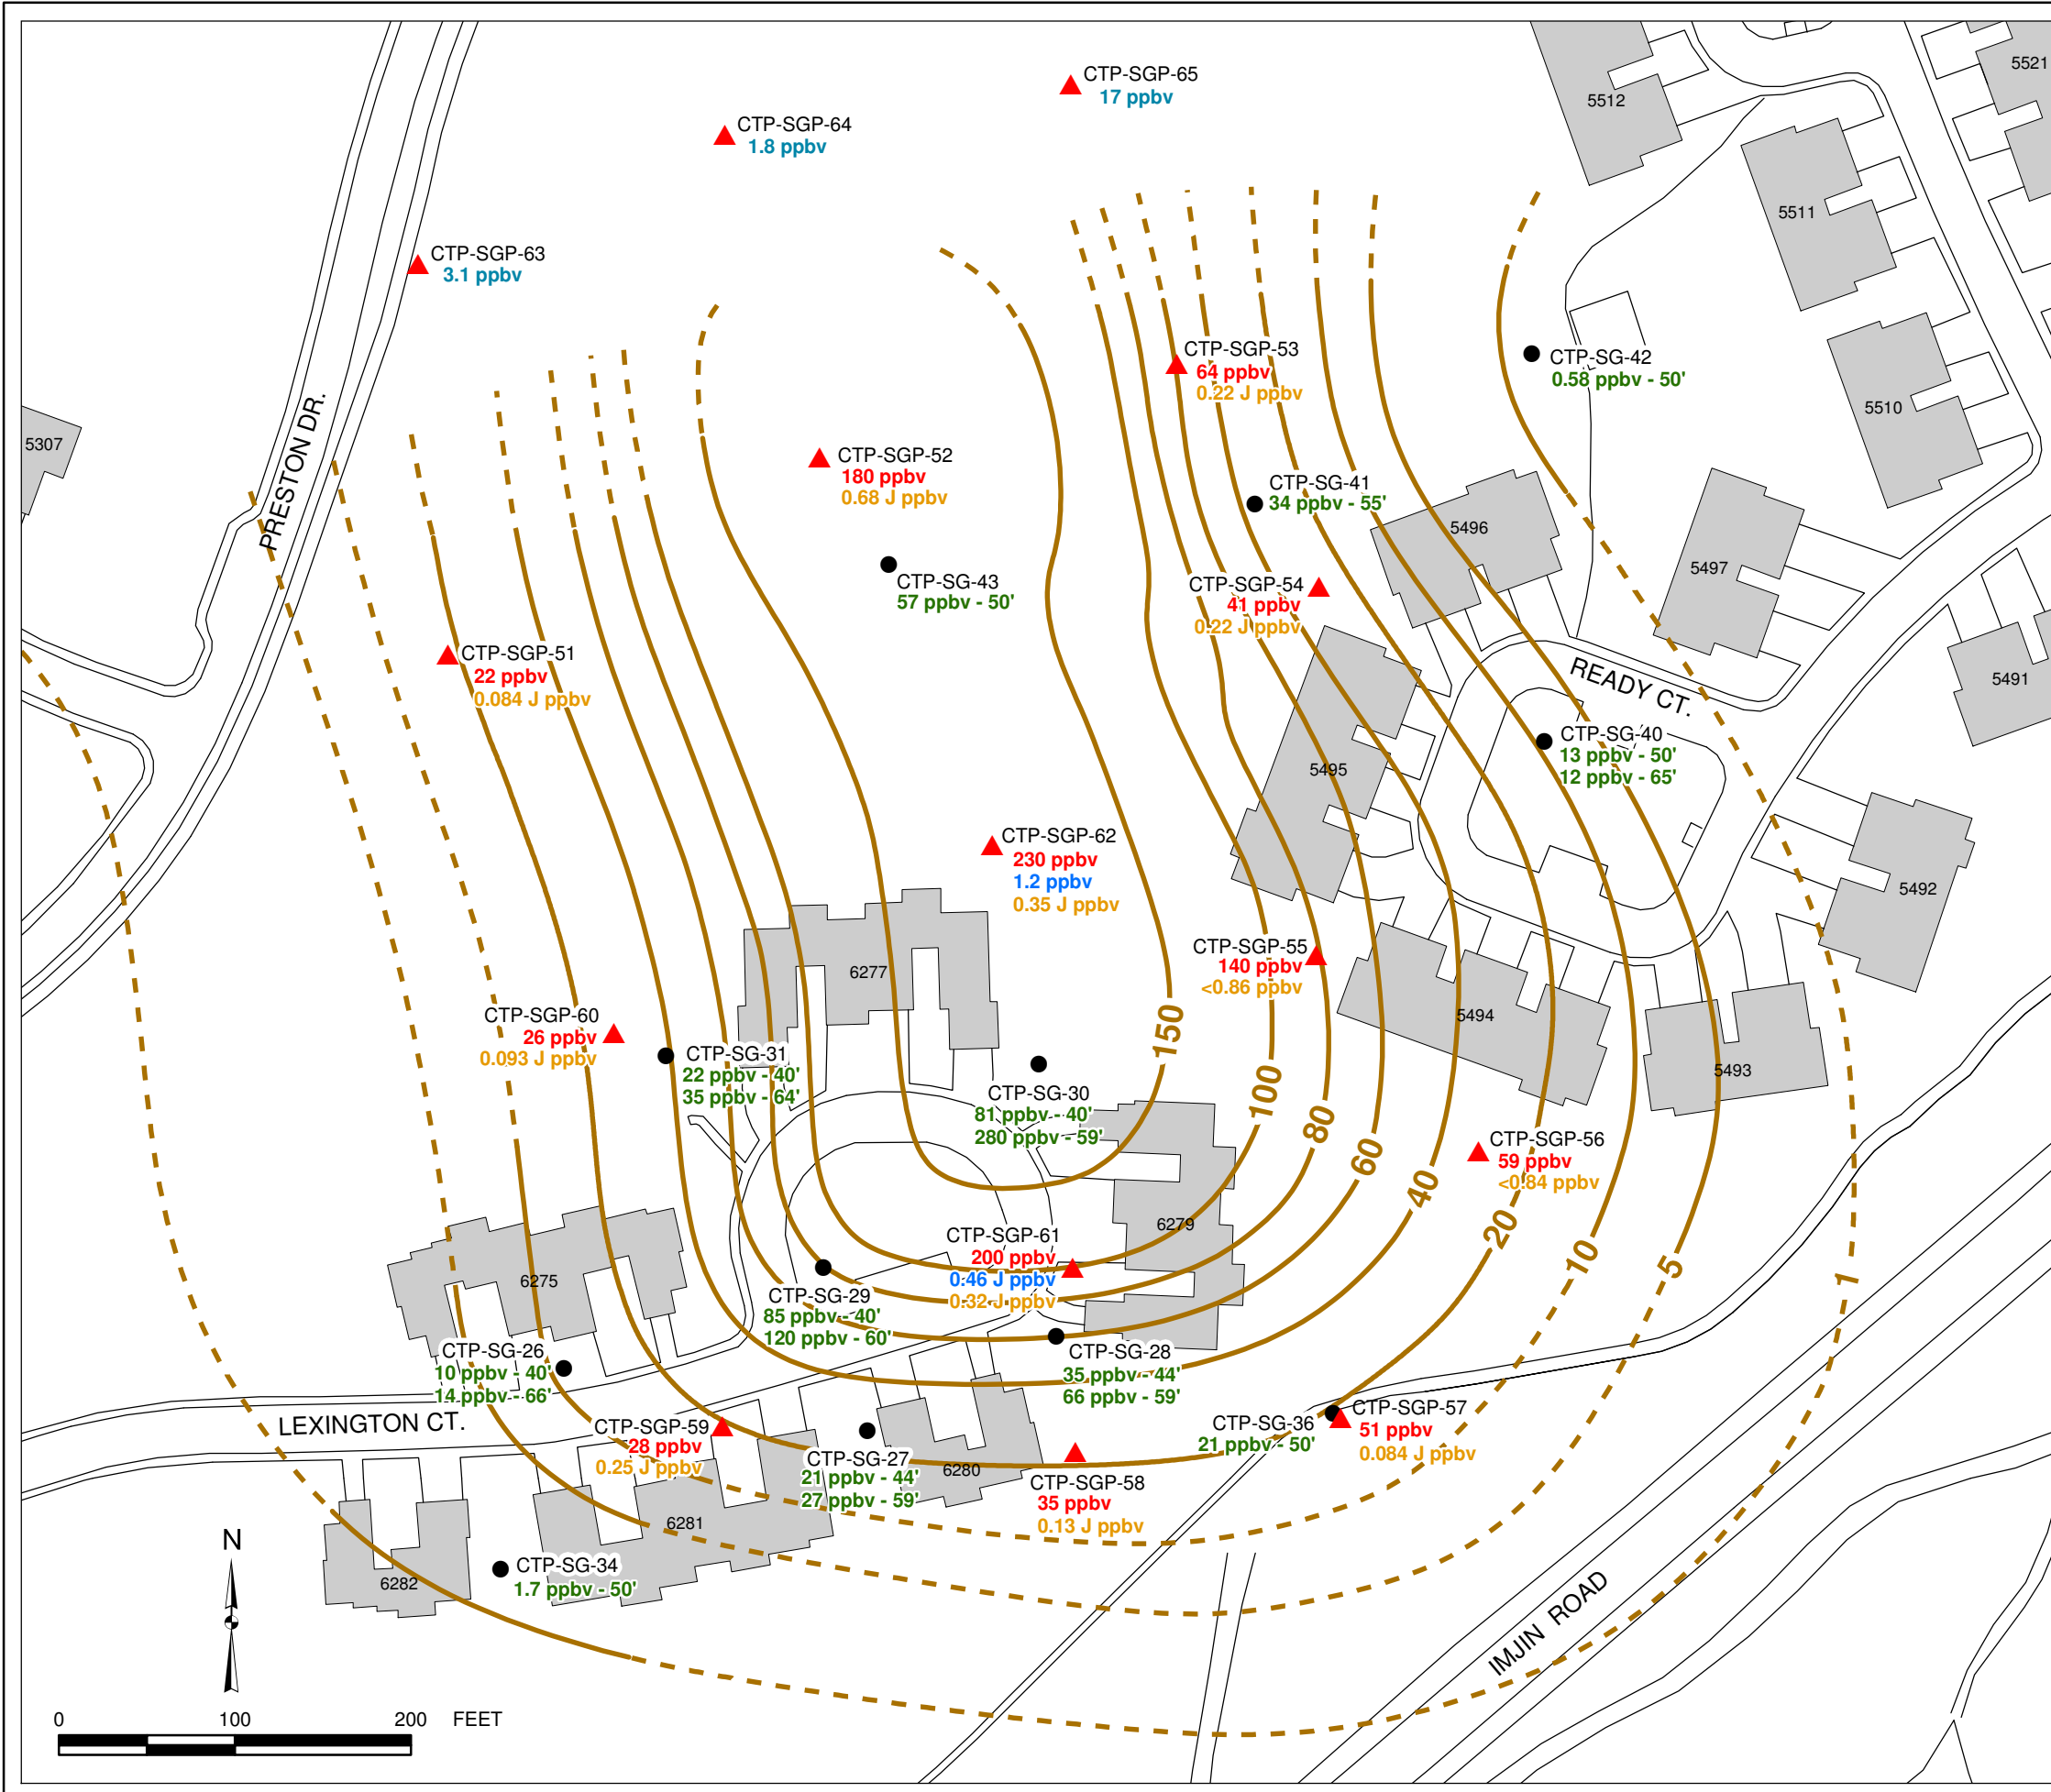 5521
CTP-SGP-65
17 ppbv
5512
CTP-SGP-64
1.8 ppbv
5511
CTP-SGP-63
3.1 ppbv
CTP-SGP-53
64 ppbv
0.22 J ppbv
CTP-SG-42
0.58 ppbv - 50'
5510
5307
PRESTON DR.
CTP-SGP-52
180 ppbv
0.68 J ppbv
CTP-SG-41
34 ppbv - 55'
5496
5497
CTP-SG-43
57 ppbv - 50'
CTP-SGP-54
41 ppbv
0.22 J ppbv
CTP-SGP-51
22 ppbv
0.084 J ppbv
READY CT.
5491
CTP-SG-40
13 ppbv - 50'
12 ppbv - 65'
5495
CTP-SGP-62
230 ppbv
1.2 ppbv
0.35 J ppbv
5492
CTP-SGP-55
140 ppbv
<0.86 ppbv
6277
5494
CTP-SGP-60
26 ppbv
0.093 J ppbv
CTP-SG-31
22 ppbv - 40'
35 ppbv - 64'
CTP-SG-30
81 ppbv - 40'
280 ppbv - 59'
5493
150
100
80
60
40
20
10
5
1
CTP-SGP-56
59 ppbv
<0.84 ppbv
6279
CTP-SGP-61
200 ppbv
0.46 J ppbv
0.32 J ppbv
6275
CTP-SG-29
85 ppbv - 40'
120 ppbv - 60'
CTP-SG-26
10 ppbv - 40'
14 ppbv - 66'
CTP-SG-28
35 ppbv - 44'
66 ppbv - 59'
LEXINGTON CT.
CTP-SGP-59
28 ppbv
0.25 J ppbv
CTP-SG-36
21 ppbv - 50'
CTP-SGP-57
51 ppbv
0.084 J ppbv
CTP-SG-27
21 ppbv - 44'
27 ppbv - 59'
6280
CTP-SGP-58
35 ppbv
0.13 J ppbv
6281
N
6282
CTP-SG-34
1.7 ppbv - 50'
IMJIN ROAD
0 100 200 FEET